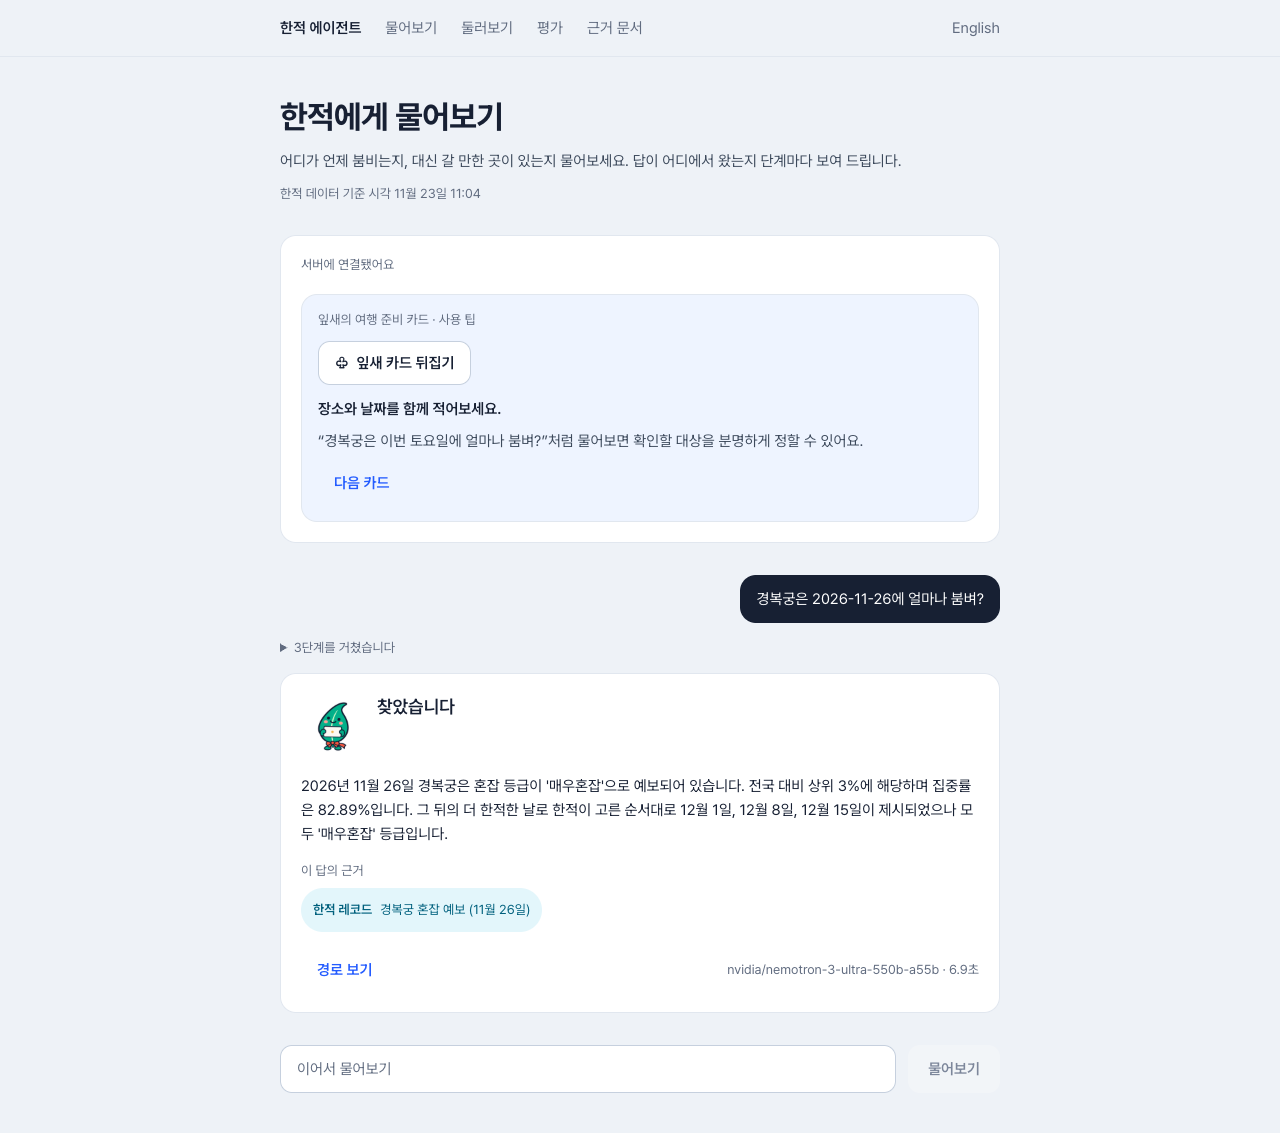 한적 에이전트
물어보기
둘러보기
평가
근거 문서
English
한적에게 물어보기
어디가 언제 붐비는지, 대신 갈 만한 곳이 있는지 물어보세요. 답이 어디에서 왔는지 단계마다 보여 드립니다.
한적 데이터 기준 시각 11월 23일 11:04
서버에 연결됐어요
잎새의 여행 준비 카드 · 사용 팁
잎새 카드 뒤집기
장소와 날짜를 함께 적어보세요.
“경복궁은 이번 토요일에 얼마나 붐벼?”처럼 물어보면 확인할 대상을 분명하게 정할 수 있어요.
다음 카드
경복궁은 2026-11-26에 얼마나 붐벼?
3단계를 거쳤습니다
찾았습니다
2026년 11월 26일 경복궁은 혼잡 등급이 '매우혼잡'으로 예보되어 있습니다. 전국 대비 상위 3%에 해당하며 집중률
은 82.89%입니다. 그 뒤의 더 한적한 날로 한적이 고른 순서대로 12월 1일, 12월 8일, 12월 15일이 제시되었으나 모
두 '매우혼잡' 등급입니다.
이 답의 근거
한적 레코드 경복궁 혼잡 예보 (11월 26일)
경로 보기
nvidia/nemotron-3-ultra-550b-a55b · 6.9초
이어서 물어보기
물어보기